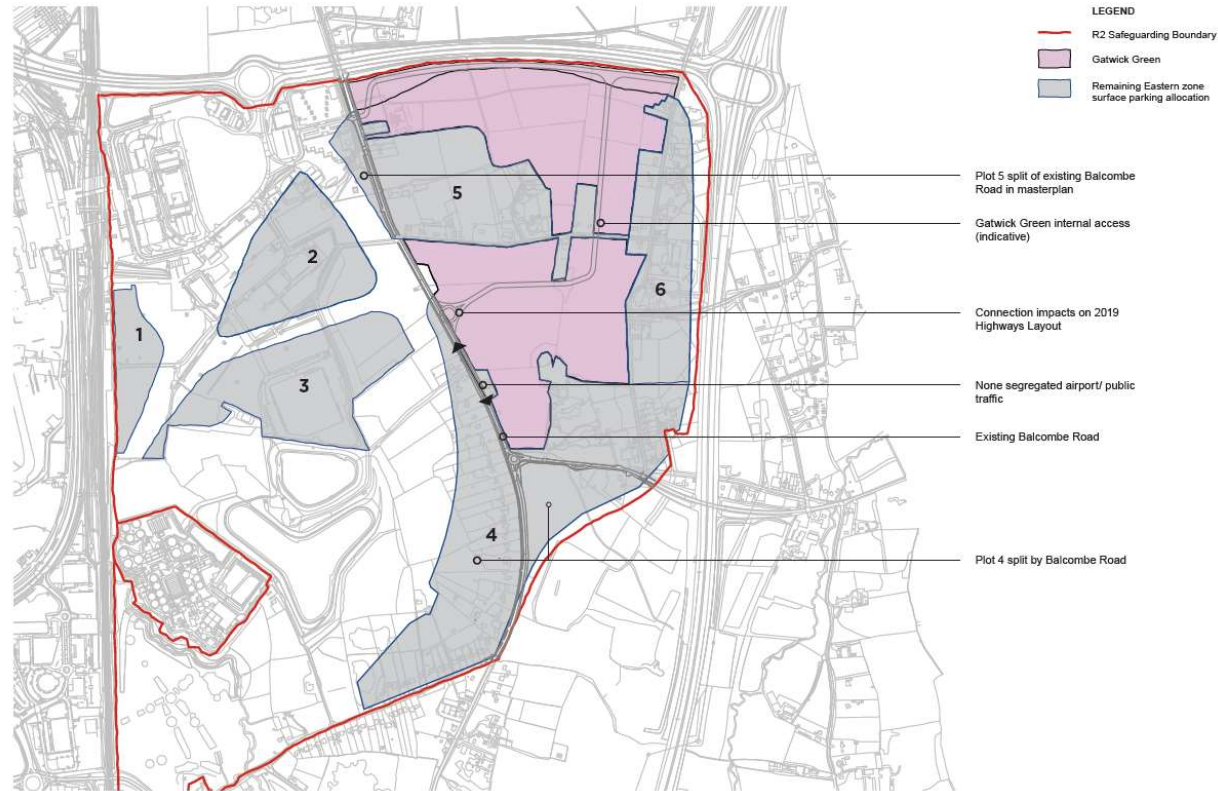 LEGEND
R2 Safeguarding Boundary
Gatwick Green
Remaining Eastern zone
surface parking allocation
Plot 5 split of existing Balcombe
Road in masterplan
Gatwick Green internal access
(indicative)
Connection impacts on 2019
Highways Layout
None segregated airport/ public
traffic
Existing Balcombe Road
Plot 4 split by Balcombe Road
5
2
6
1
3
4